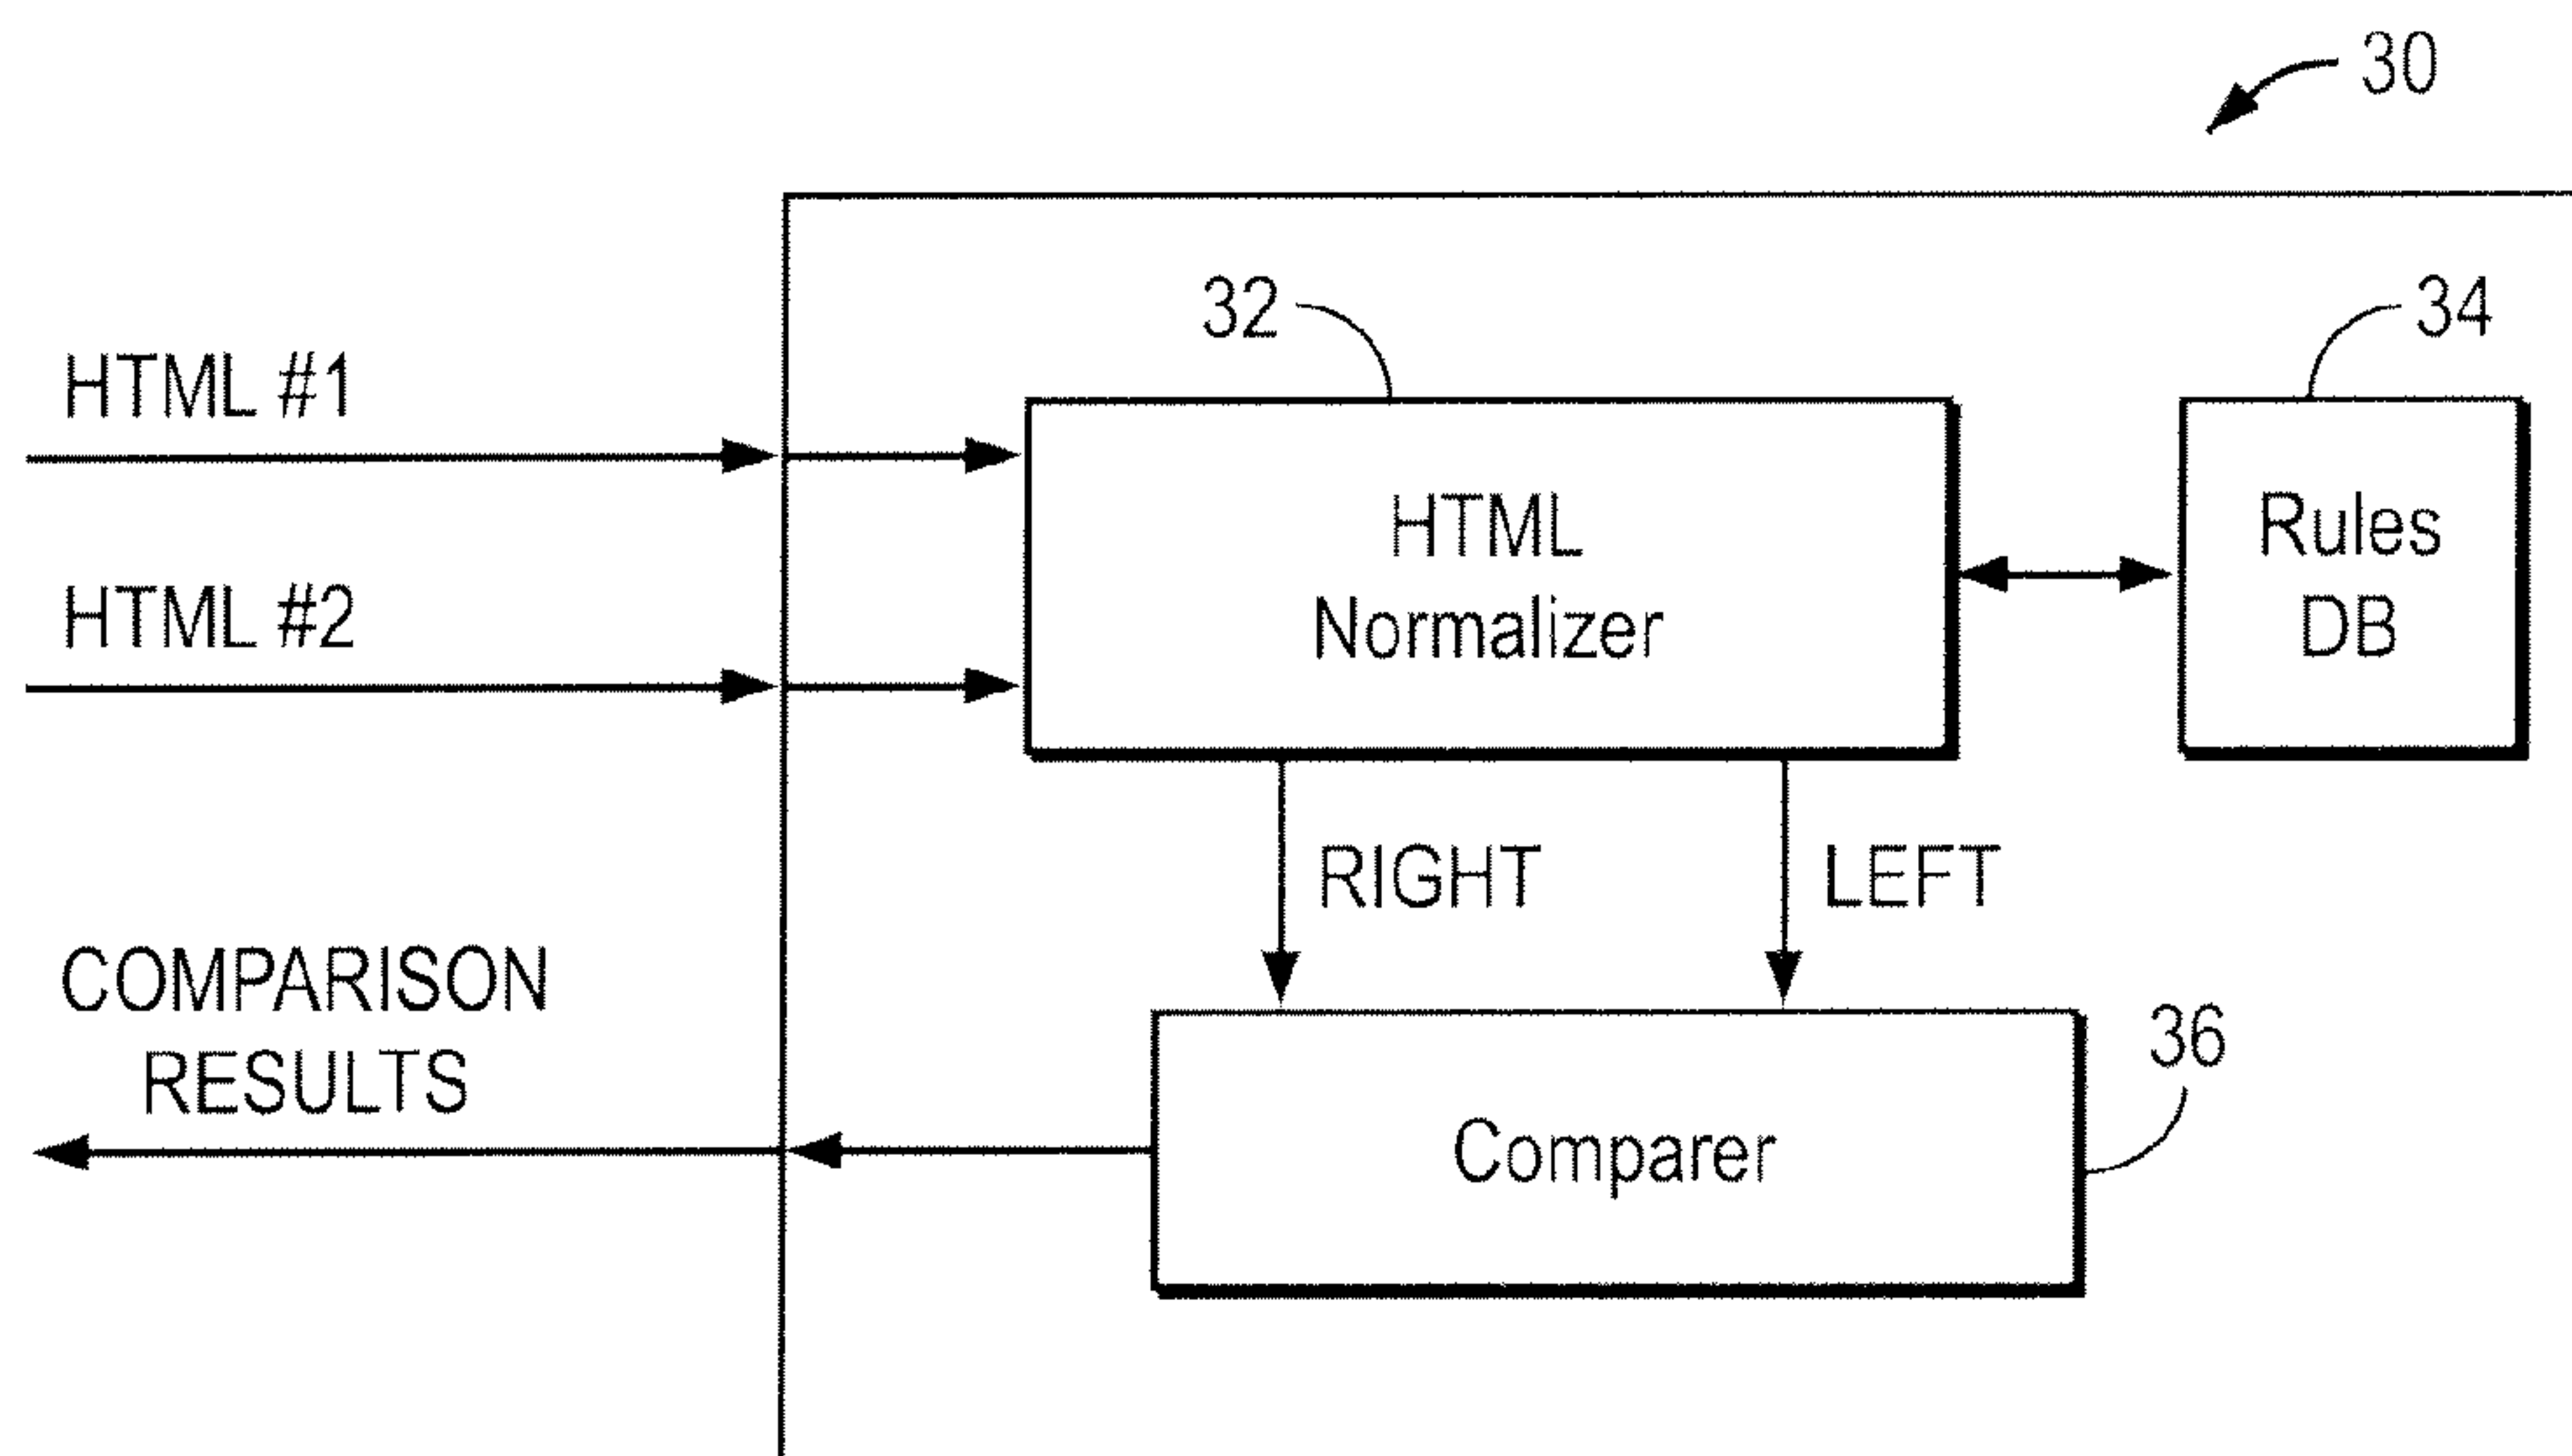 30
32
34
HTML #1
HTML
Normalizer
Rules
DB
HTML #2
RIGHT
LEFT
COMPARISON
RESULTS
36
Comparer